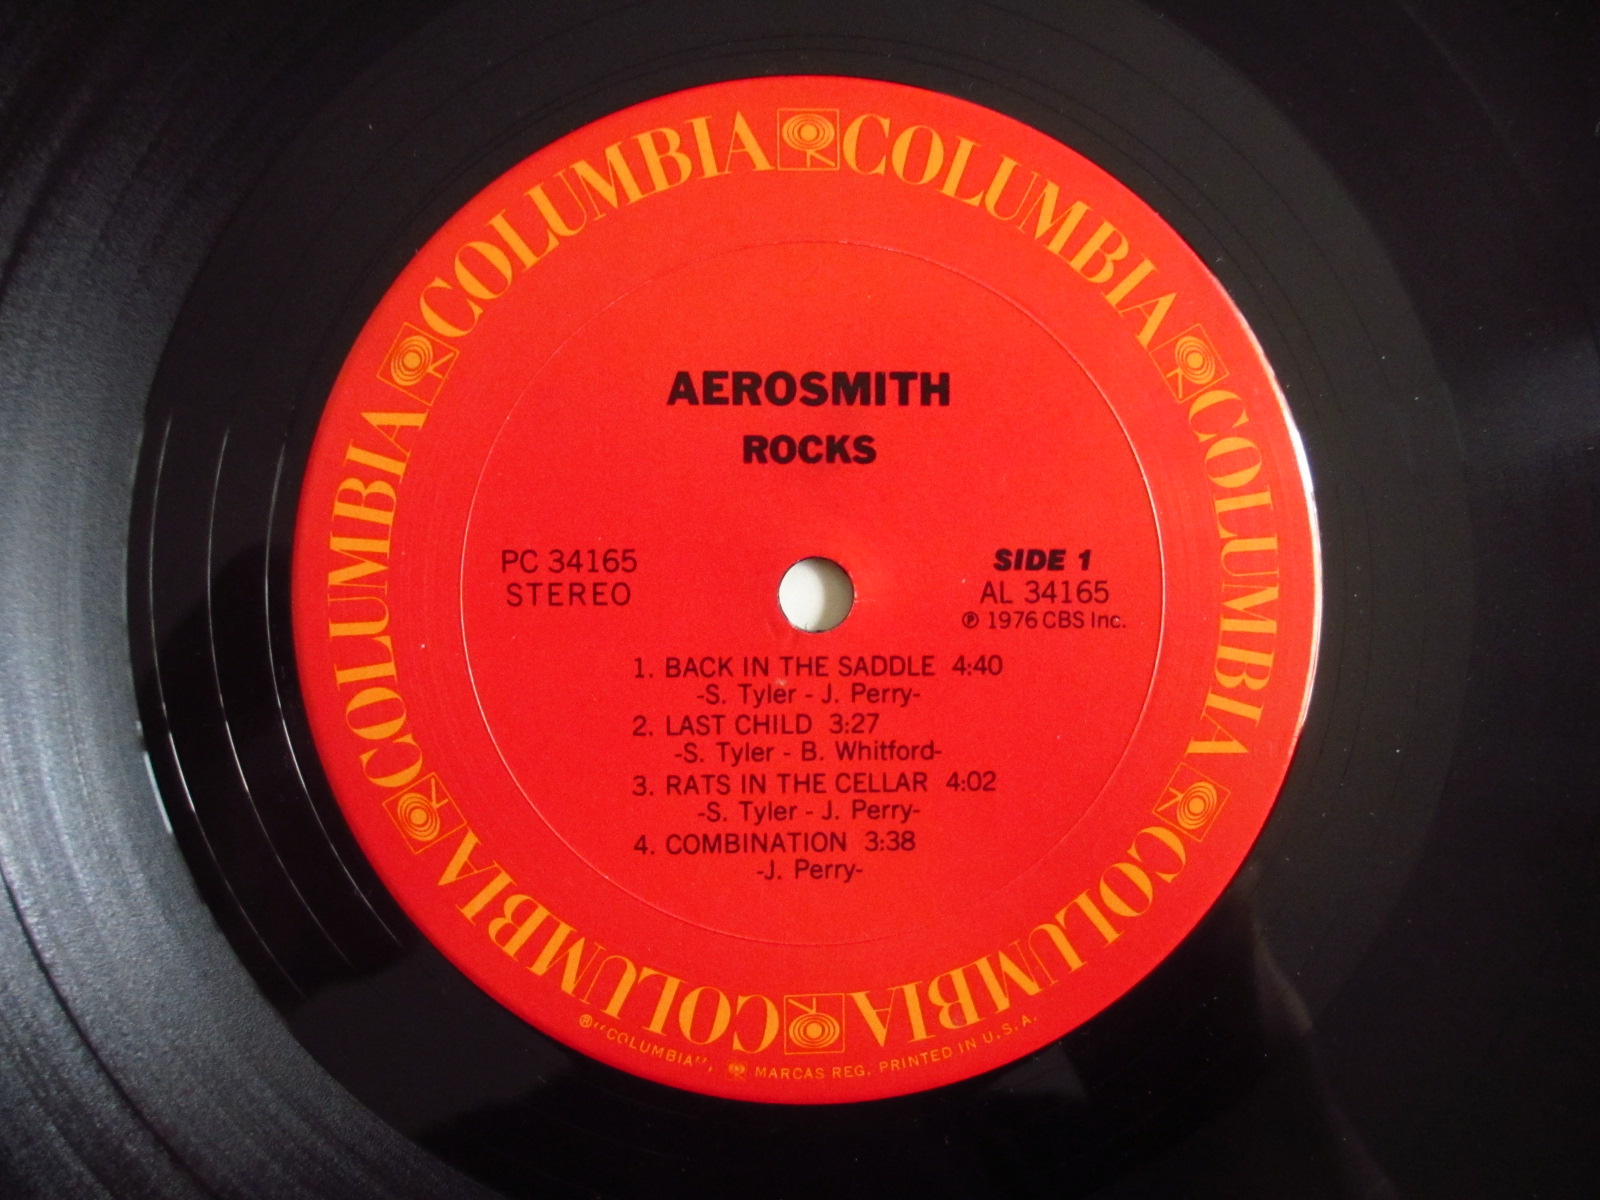 COLUMBIA COLUMBIA COLUMBIA COLUMBIA COLUMBIA COLUMBIA
AEROSMITH
ROCKS
PC 34165
STEREO
SIDE 1
AL 34165
℗ 1976 CBS Inc.
1. BACK IN THE SADDLE 4:40
-S. Tyler - J. Perry-
2. LAST CHILD 3:27
-S. Tyler - B. Whitford-
3. RATS IN THE CELLAR 4:02
-S. Tyler - J. Perry-
4. COMBINATION 3:38
-J. Perry-
®"COLUMBIA", MARCAS REG. PRINTED IN U.S.A.